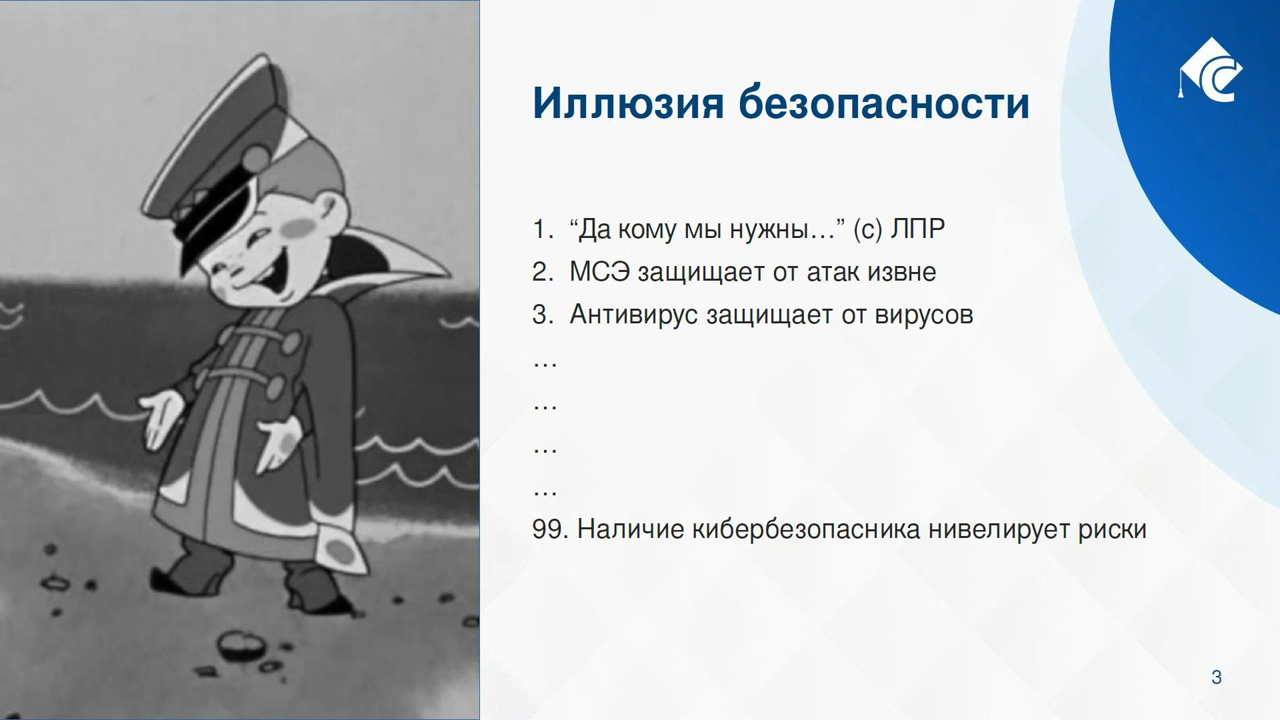 Иллюзия безопасности
1. “Да кому мы нужны…” (с) ЛПР
2. МСЭ защищает от атак извне
3. Антивирус защищает от вирусов
…
…
…
…
99. Наличие кибербезопасника нивелирует риски
3